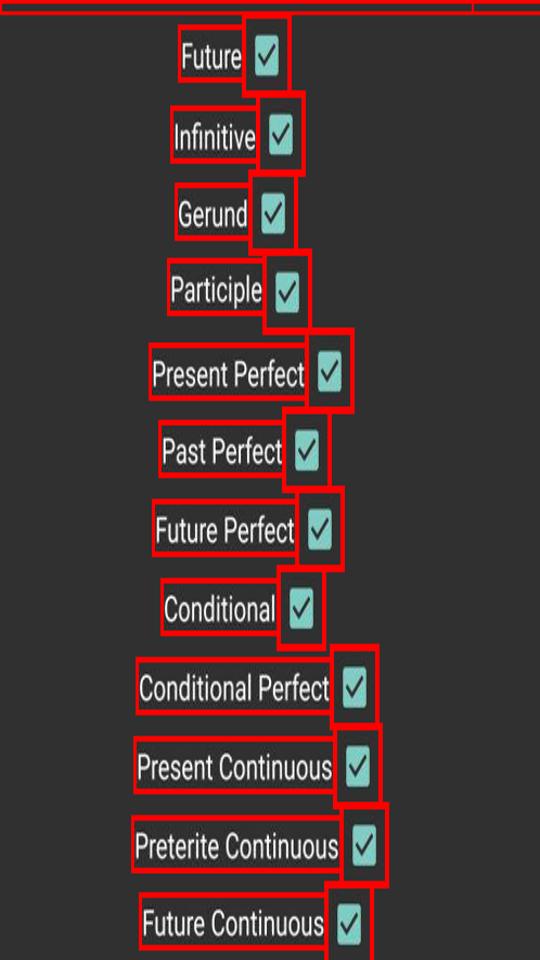 Future
Infinitive
Gerund
Participle
Present Perfect
Past Perfect
Future Perfect
Conditional
Conditional Perfect
Present Continuous
Preterite Continuous
Future Continuous